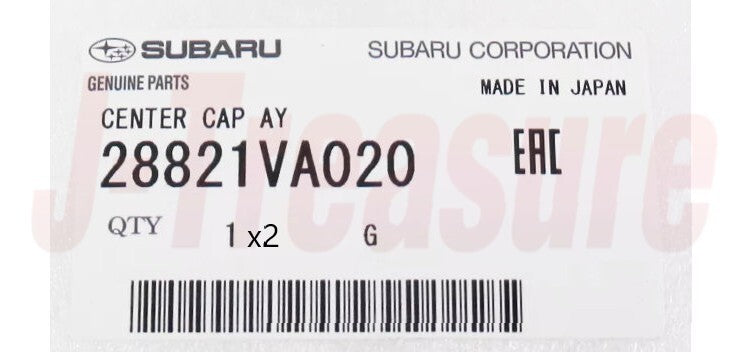 SUBARU SUBARU CORPORATION
GENUINE PARTS MADE IN JAPAN
CENTER CAP AY
28821VA020 EAC
QTY 1 x2 G
J-Treasure